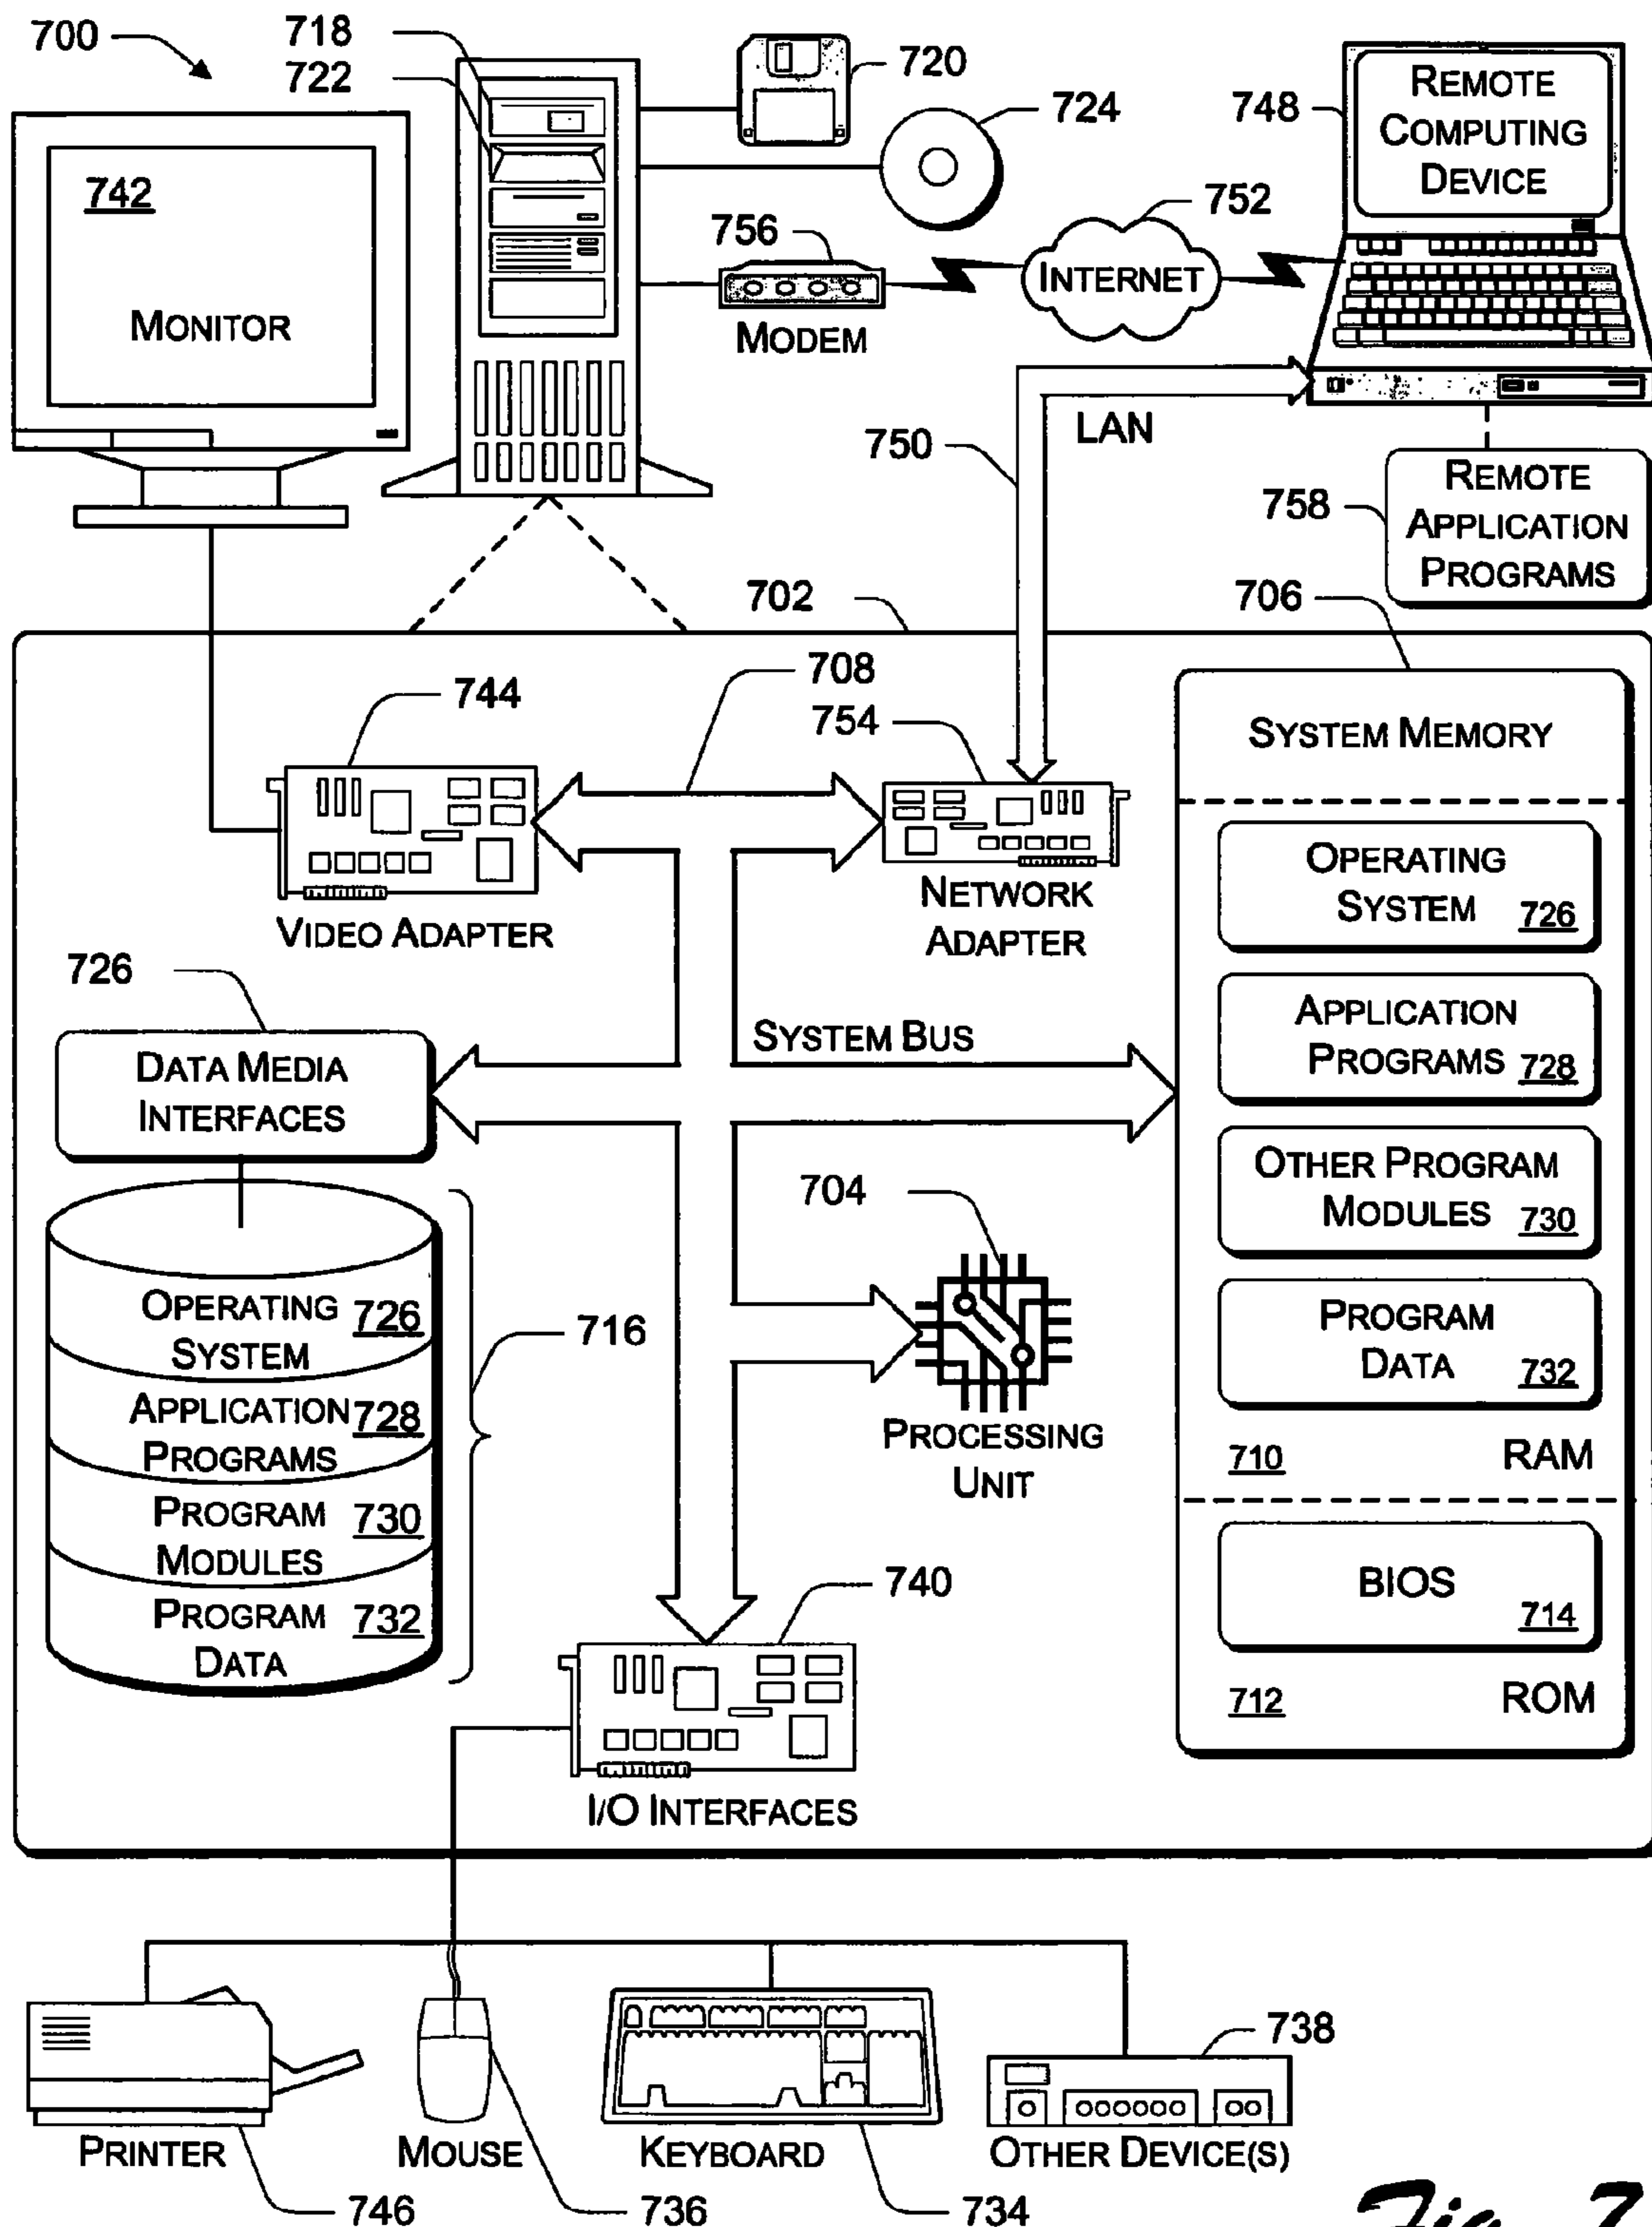 700
718
722
720
724
748
REMOTE
COMPUTING
DEVICE
742
MONITOR
756
MODEM
752
INTERNET
750
LAN
758
REMOTE
APPLICATION
PROGRAMS
702
706
744
VIDEO ADAPTER
708
754
NETWORK
ADAPTER
SYSTEM MEMORY
OPERATING
SYSTEM 726
APPLICATION
PROGRAMS 728
OTHER PROGRAM
MODULES 730
PROGRAM
DATA 732
710 RAM
BIOS
714
712 ROM
726
DATA MEDIA
INTERFACES
SYSTEM BUS
704
PROCESSING
UNIT
OPERATING 726
SYSTEM
APPLICATION 728
PROGRAMS
PROGRAM 730
MODULES
PROGRAM 732
DATA
716
740
I/O INTERFACES
PRINTER
746
MOUSE
736
KEYBOARD
734
738
OTHER DEVICE(S)
Fig. 7